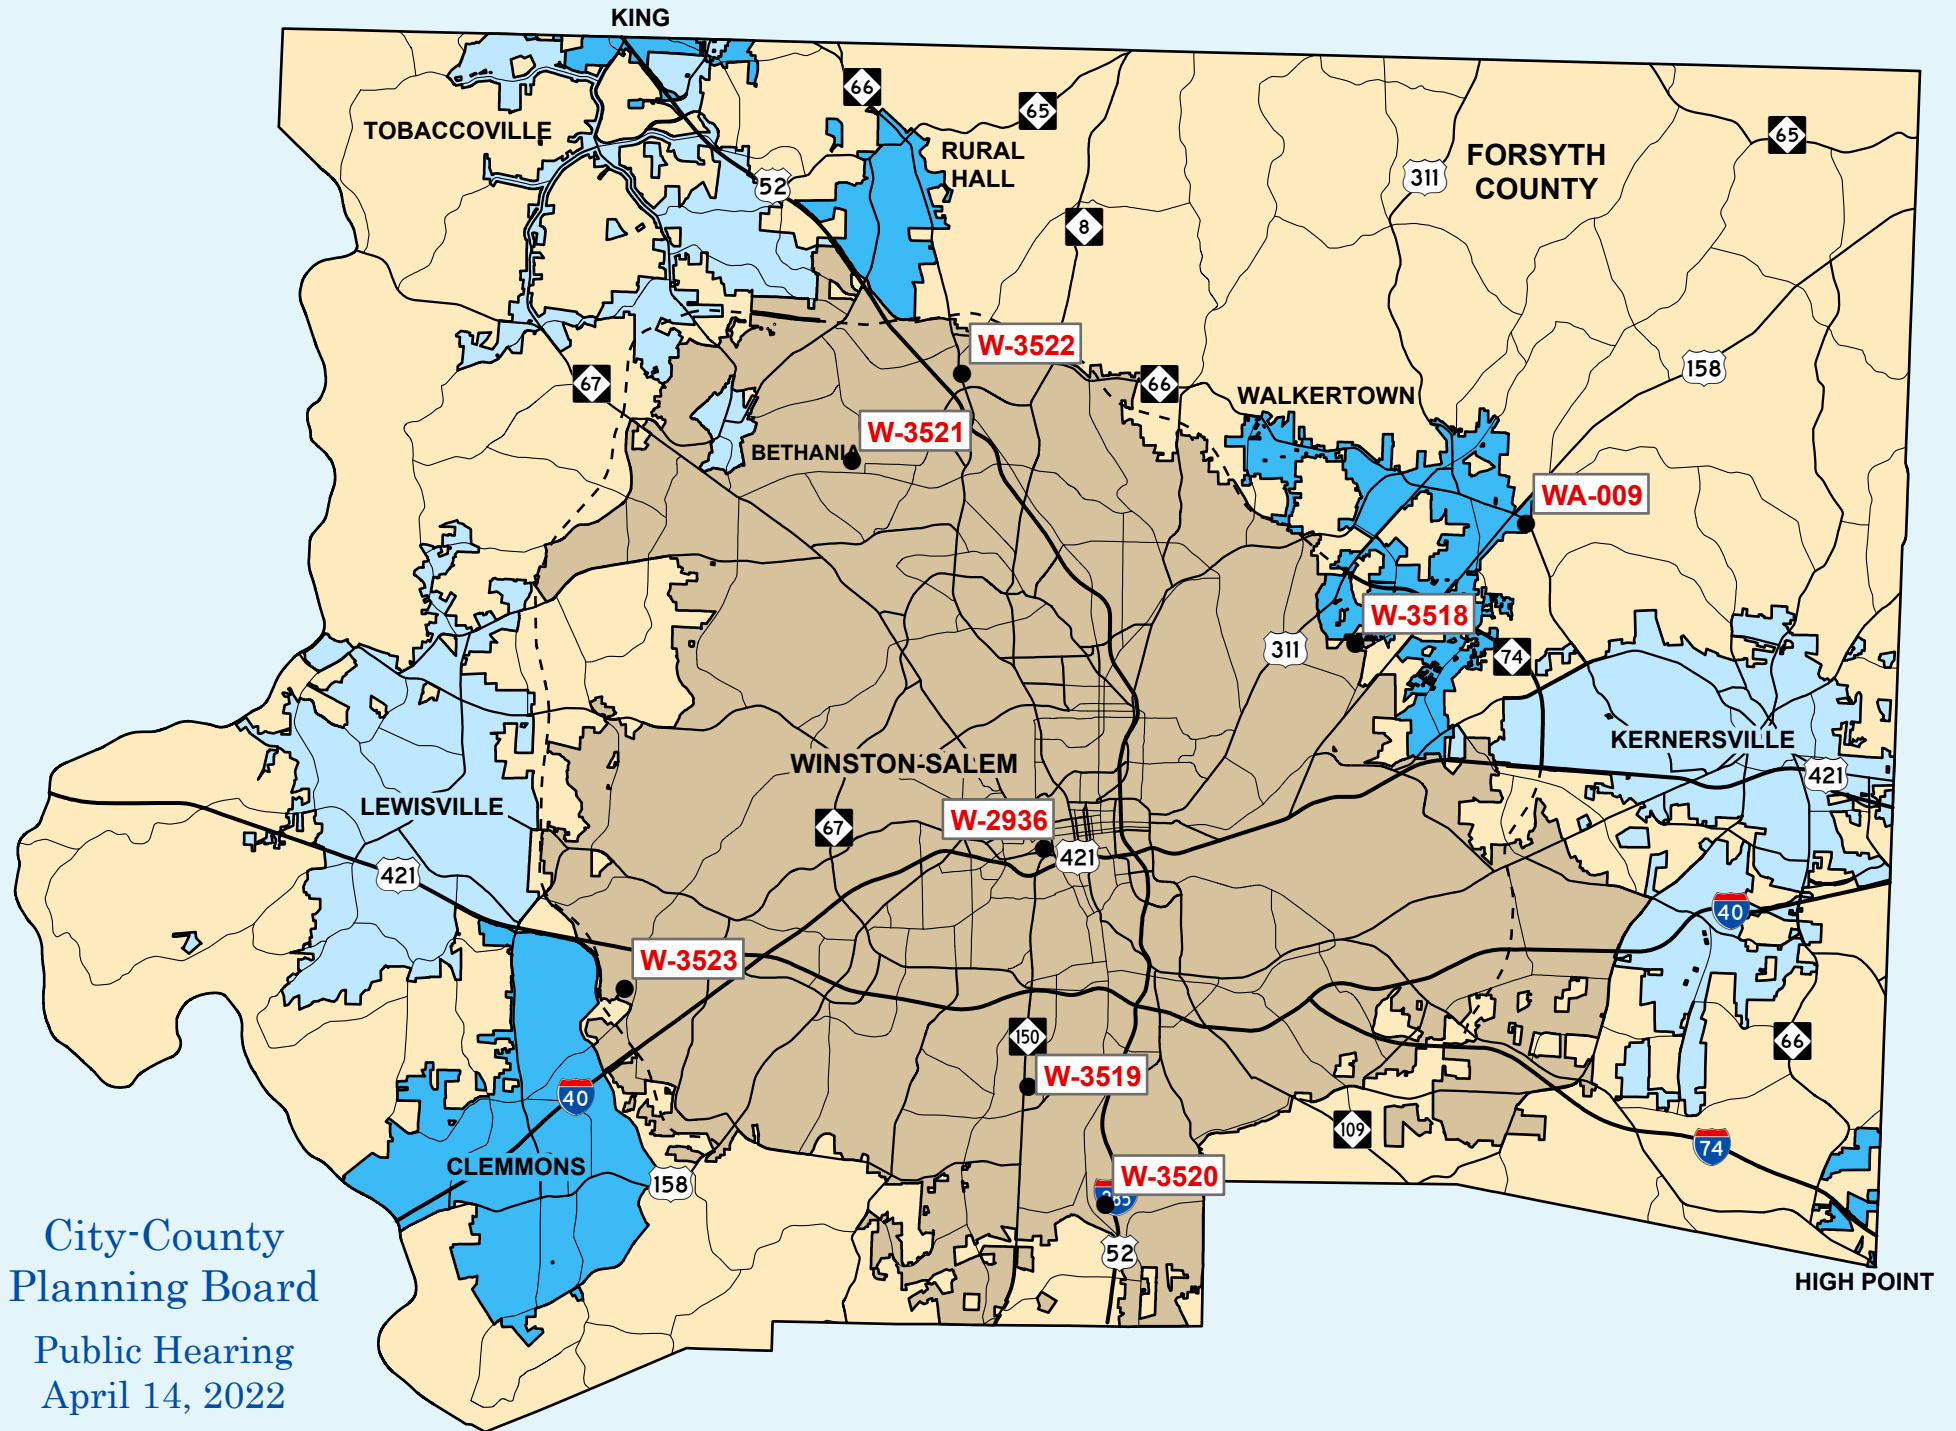 KING
66
65
TOBACCOVILLE
RURAL
HALL
65
FORSYTH
COUNTY
311
52
8
W-3522
158
67
66
WALKERTOWN
W-3521
BETHANIA
WA-009
W-3518
311
74
KERNERSVILLE
WINSTON-SALEM
421
LEWISVILLE
W-2936
67
421
421
40
W-3523
150
66
W-3519
40
109
74
CLEMMONS
W-3520
158
52
City-County
Planning Board
HIGH POINT
Public Hearing
April 14, 2022